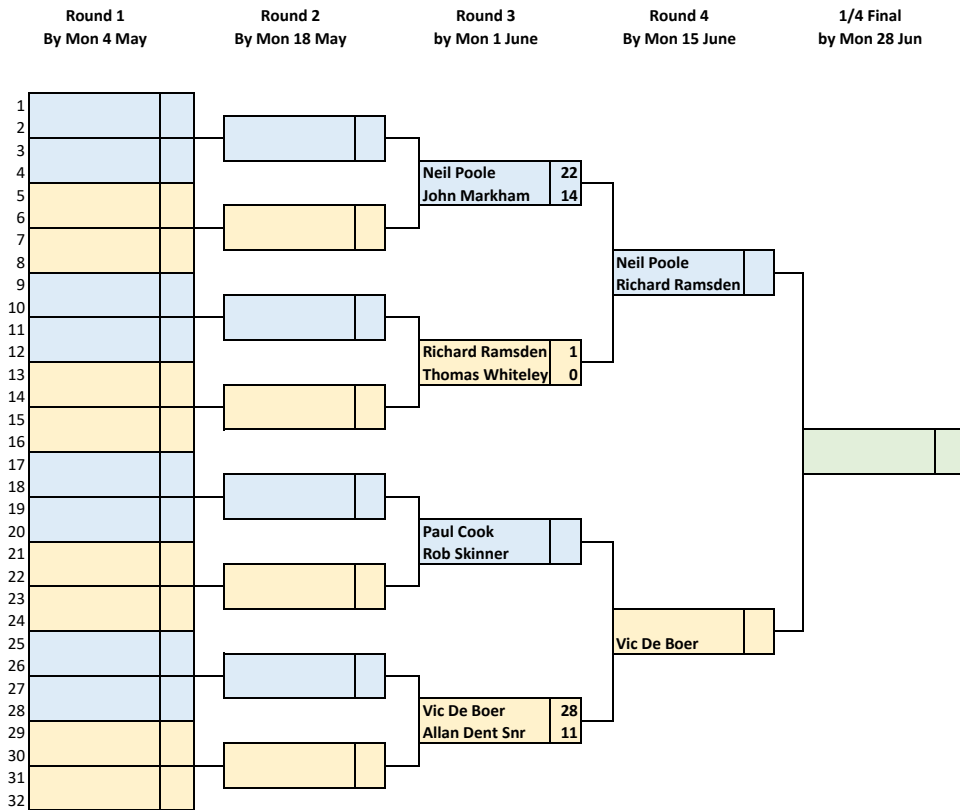 Round 1 Round 2 Round 3 Round 4 1/4 Final
By Mon 4 May By Mon 18 May by Mon 1 June By Mon 15 June by Mon 28 Jun
1
2
3
4
5
6
7
8
9
10
11
12
13
14
15
16
17
18
19
20
21
22
23
24
25
26
27
28
29
30
31
32
Neil Poole 22
John Markham 14
Richard Ramsden 1
Thomas Whiteley 0
Paul Cook
Rob Skinner
Vic De Boer 28
Allan Dent Snr 11
Neil Poole
Richard Ramsden
Vic De Boer